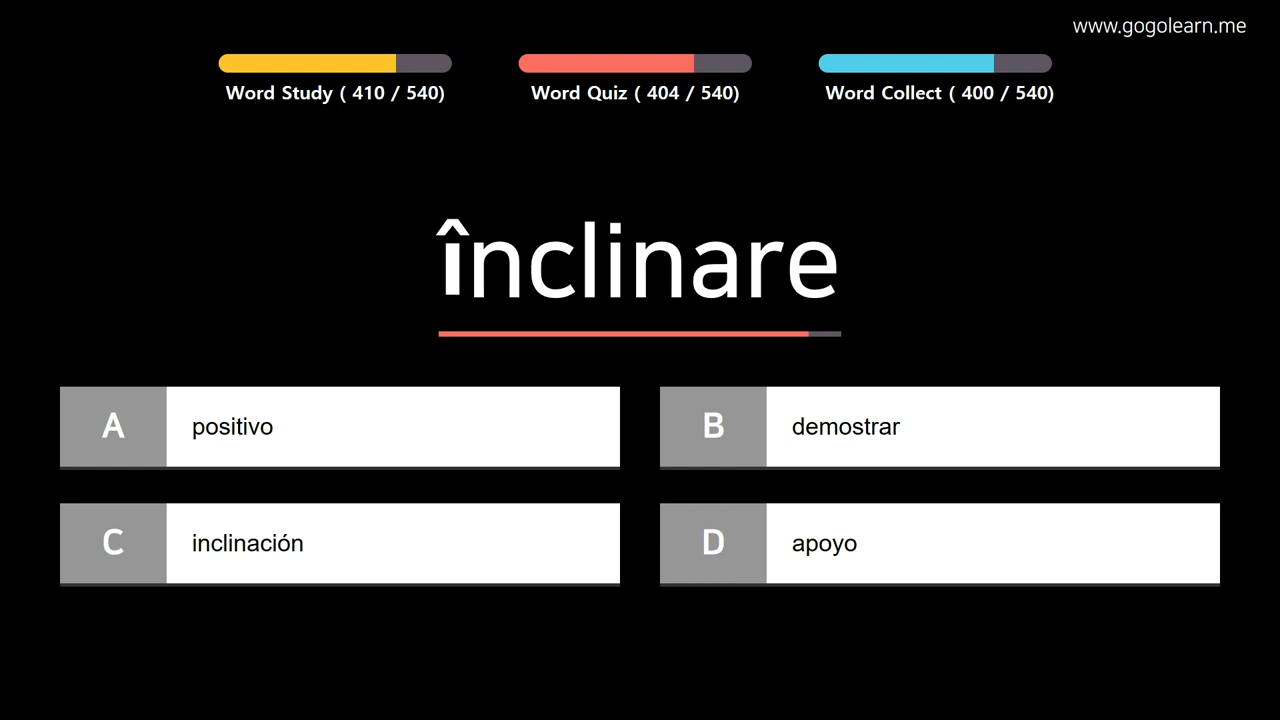 www.gogolearn.me
Word Study ( 410 / 540)
Word Quiz ( 404 / 540)
Word Collect ( 400 / 540)
înclinare
A positivo
B demostrar
C inclinación
D apoyo